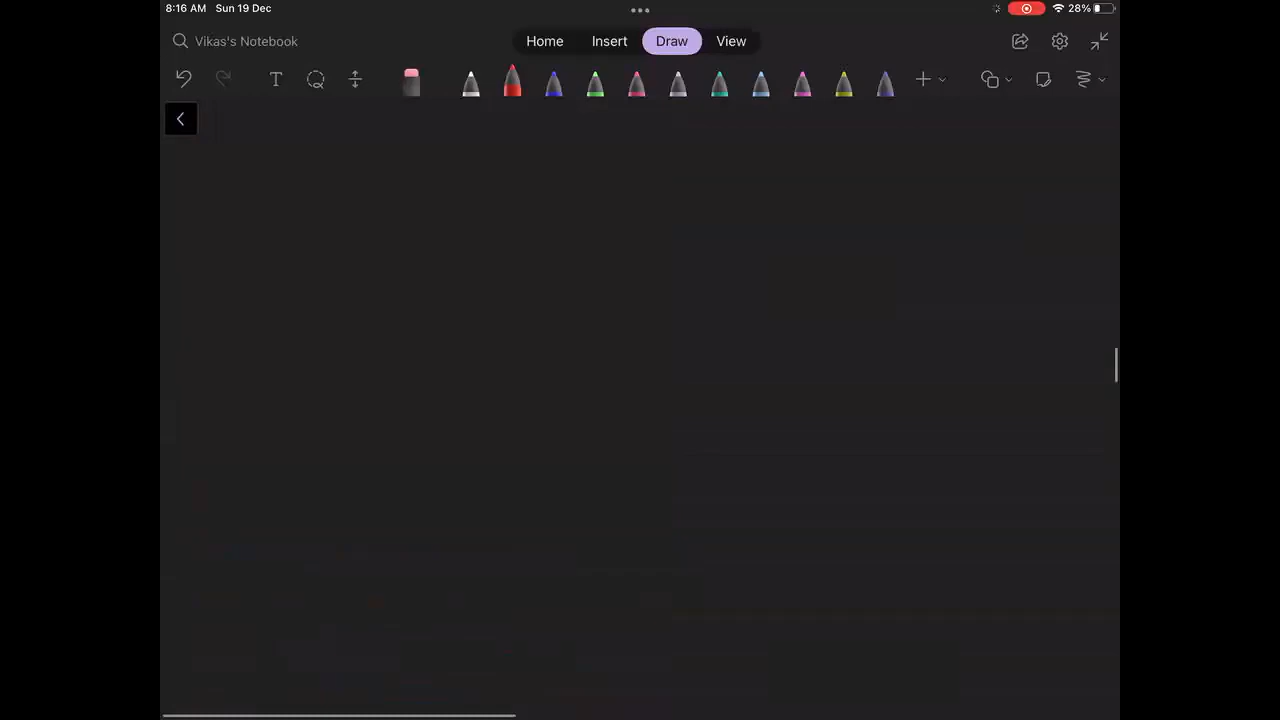 8:16 AM Sun 19 Dec
28%
Vikas's Notebook
Home Insert Draw View
T